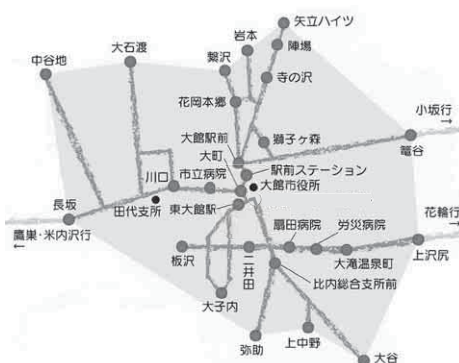 矢立ハイツ
岩本
陣場
大石渡
繋沢
中谷地
寺の沢
花岡本郷
小坂行
→
大館駅前
獅子ヶ森
大町
駅前ステーション
篭谷
川口
市立病院
大館市役所
長坂
田代支所
東大館駅
花輪行
→
扇田病院
労災病院
←
鷹巣・米内沢行
板沢
二井田
大滝温泉町
上沢尻
大子内
比内総合支所前
弥助
上中野
大谷